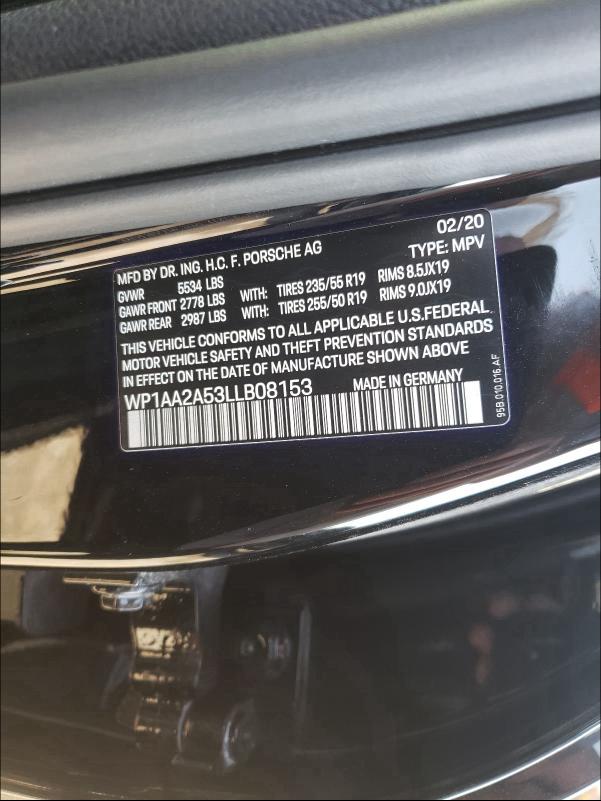 MFD BY DR. ING. H.C. F. PORSCHE AG 02/20
GVWR 5534 LBS TYPE: MPV
GAWR FRONT 2778 LBS WITH: TIRES 235/55 R19 RIMS 8.5JX19
GAWR REAR 2987 LBS WITH: TIRES 255/50 R19 RIMS 9.0JX19
THIS VEHICLE CONFORMS TO ALL APPLICABLE U.S.FEDERAL
MOTOR VEHICLE SAFETY AND THEFT PREVENTION STANDARDS
IN EFFECT ON THE DATE OF MANUFACTURE SHOWN ABOVE
WP1AA2A53LLB08153 MADE IN GERMANY
95B.010.016.AF